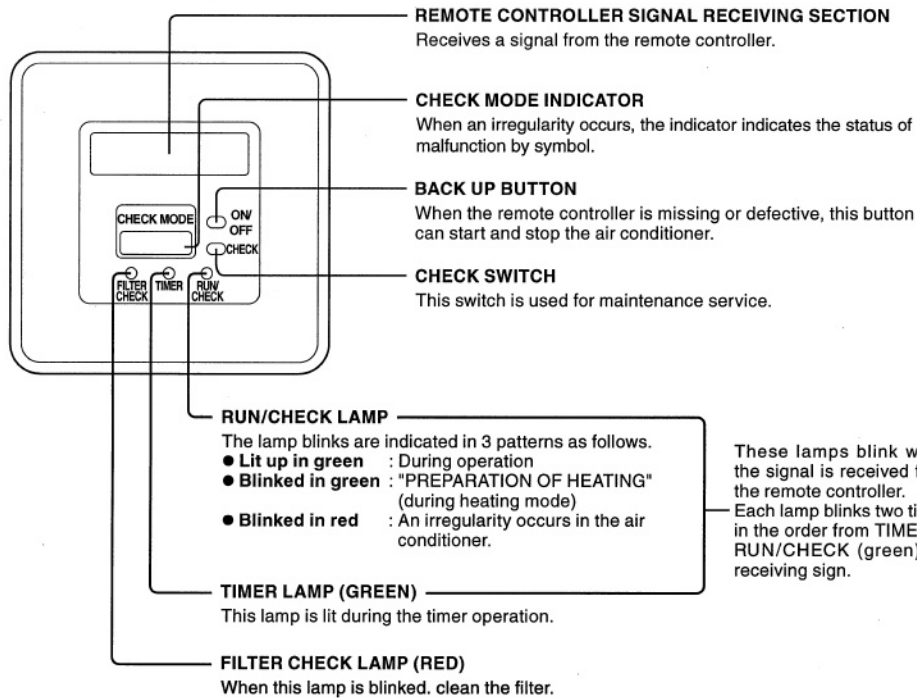 REMOTE CONTROLLER SIGNAL RECEIVING SECTION
Receives a signal from the remote controller.
CHECK MODE INDICATOR
When an irregularity occurs, the indicator indicates the status of
malfunction by symbol.
BACK UP BUTTON
When the remote controller is missing or defective, this button
can start and stop the air conditioner.
CHECK SWITCH
This switch is used for maintenance service.
CHECK MODE
ON/
OFF
CHECK
FILTER
CHECK
TIMER
RUN/
CHECK
RUN/CHECK LAMP
The lamp blinks are indicated in 3 patterns as follows.
● Lit up in green : During operation
● Blinked in green : "PREPARATION OF HEATING"
(during heating mode)
● Blinked in red : An irregularity occurs in the air
conditioner.
These lamps blink
the signal is received
the remote controller.
Each lamp blinks two
in the order from
RUN/CHECK (green)
receiving sign.
TIMER LAMP (GREEN)
This lamp is lit during the timer operation.
FILTER CHECK LAMP (RED)
When this lamp is blinked. clean the filter.